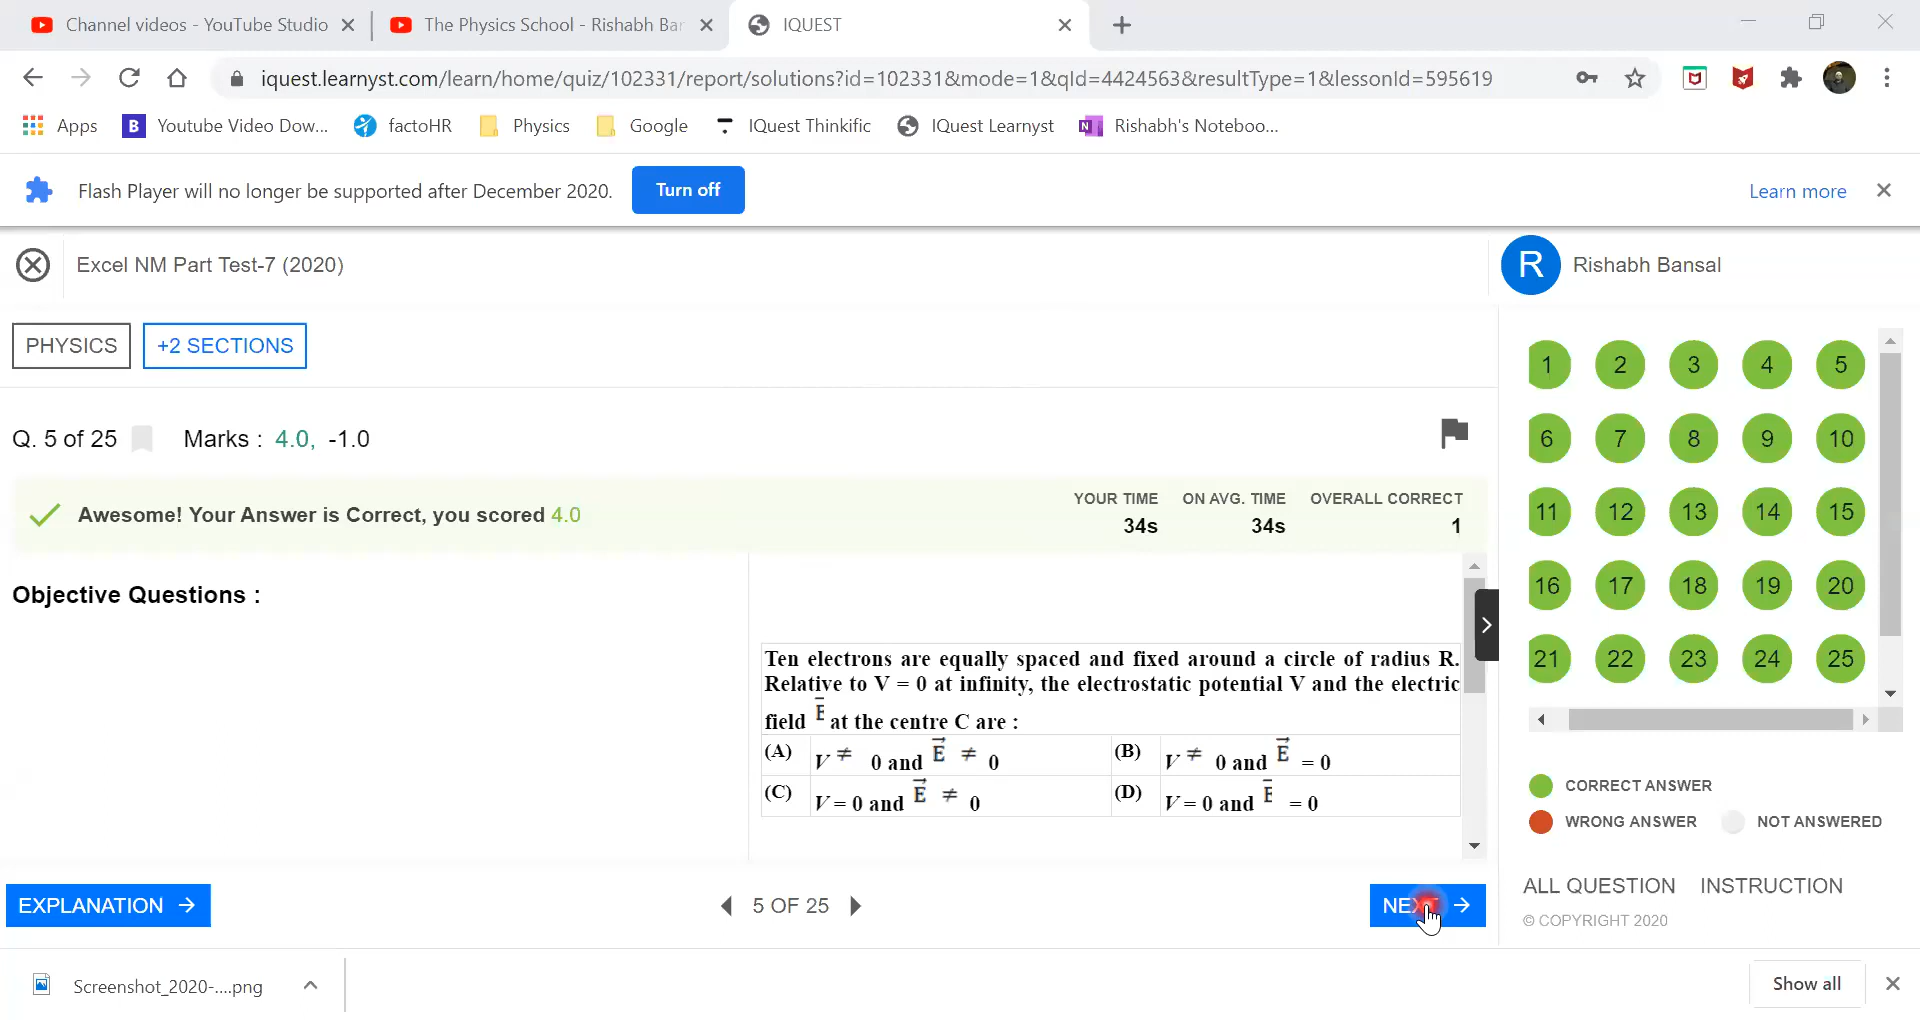 Channel videos - YouTube Studio
The Physics School - Rishabh Bar
IQUEST
iquest.learnyst.com/learn/home/quiz/102331/report/solutions?id=102331&mode=1&qId=4424563&resultType=1&lessonId=595619
Apps
Youtube Video Dow...
factoHR
Physics
Google
IQuest Thinkific
IQuest Learnyst
Rishabh's Noteboo...
Flash Player will no longer be supported after December 2020.
Turn off
Learn more
Excel NM Part Test-7 (2020)
R
Rishabh Bansal
PHYSICS
+2 SECTIONS
Q. 5 of 25
Marks : 4.0, -1.0
Awesome! Your Answer is Correct, you scored 4.0
YOUR TIME ON AVG. TIME OVERALL CORRECT
34s 34s 1
Objective Questions :
Ten electrons are equally spaced and fixed around a circle of radius R.
Relative to V = 0 at infinity, the electrostatic potential V and the electric
field E at the centre C are :
(A) V ≠ 0 and E ≠ 0 (B) V ≠ 0 and E = 0
(C) V = 0 and E ≠ 0 (D) V = 0 and E = 0
EXPLANATION
5 OF 25
NEXT
1 2 3 4 5
6 7 8 9 10
11 12 13 14 15
16 17 18 19 20
21 22 23 24 25
CORRECT ANSWER
WRONG ANSWER NOT ANSWERED
ALL QUESTION INSTRUCTION
© COPYRIGHT 2020
Screenshot_2020-....png
Show all